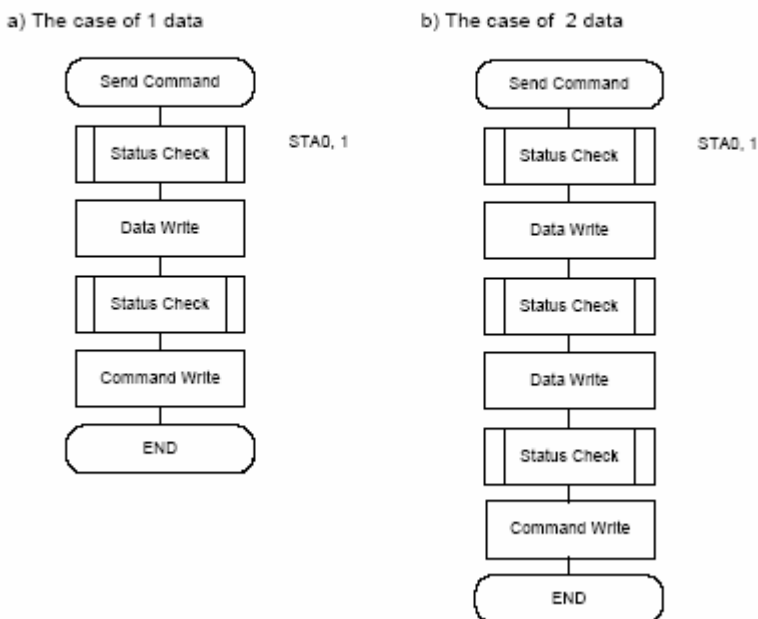 a) The case of 1 data
Send Command
Status Check
STA0, 1
Data Write
Status Check
Command Write
END
b) The case of 2 data
Send Command
Status Check
STA0, 1
Data Write
Status Check
Data Write
Status Check
Command Write
END